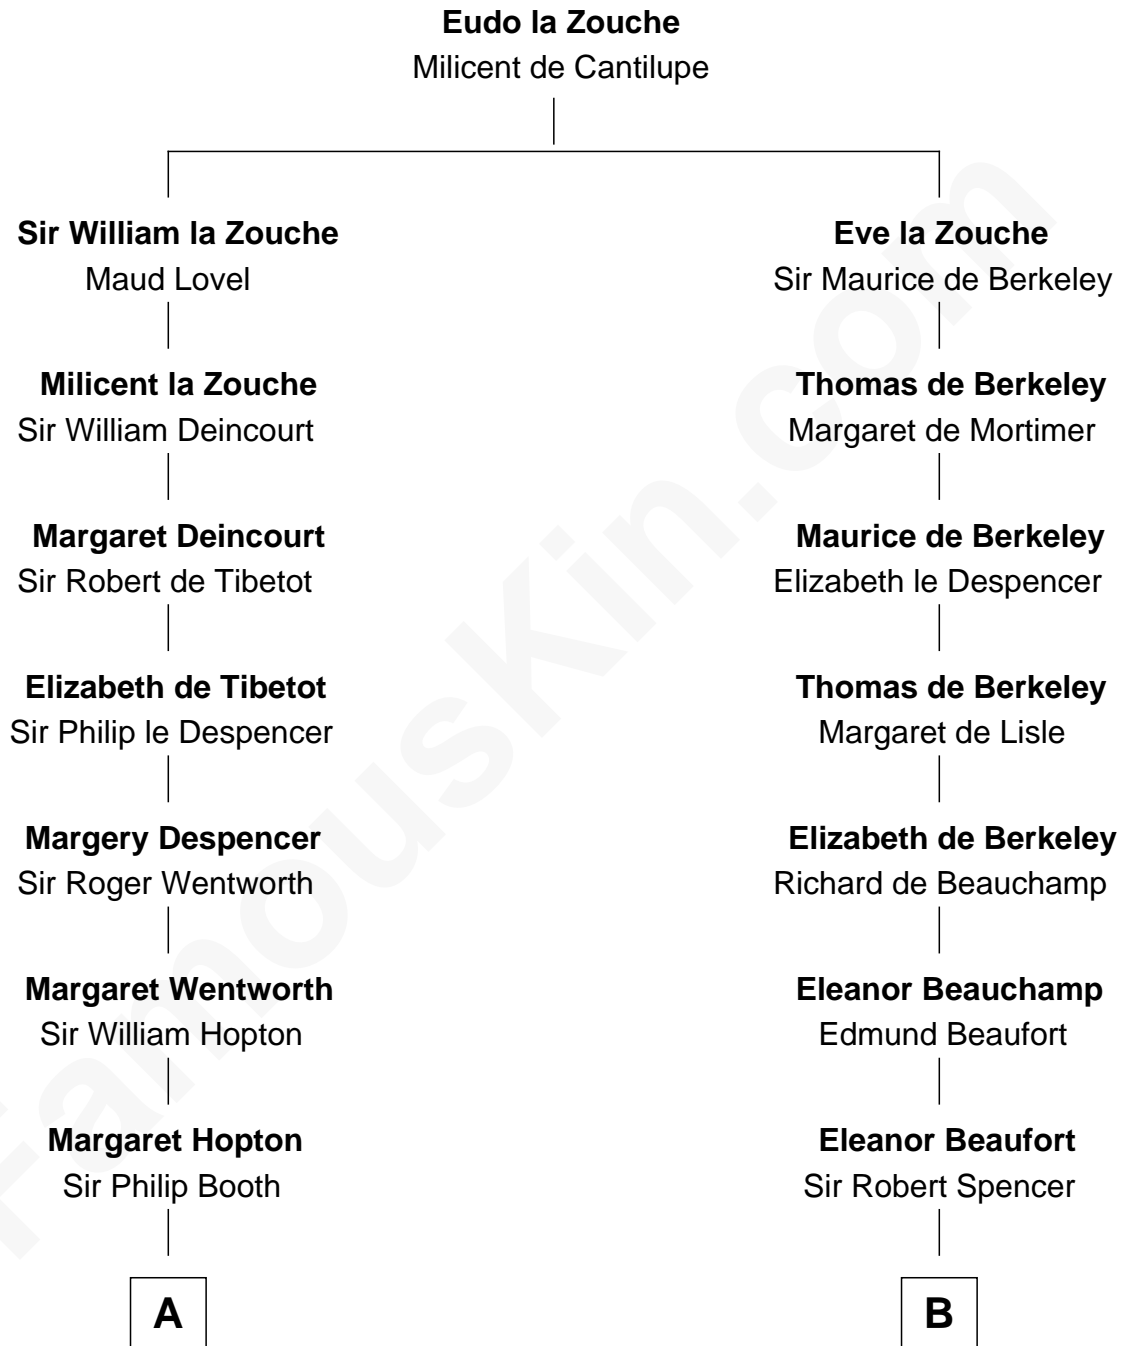 Eudo la Zouche
Milicent de Cantilupe
Sir William la Zouche
Maud Lovel
Eve la Zouche
Sir Maurice de Berkeley
Milicent la Zouche
Sir William Deincourt
Thomas de Berkeley
Margaret de Mortimer
Margaret Deincourt
Sir Robert de Tibetot
Maurice de Berkeley
Elizabeth le Despencer
Elizabeth de Tibetot
Sir Philip le Despencer
Thomas de Berkeley
Margaret de Lisle
Margery Despencer
Sir Roger Wentworth
Elizabeth de Berkeley
Richard de Beauchamp
Margaret Wentworth
Sir William Hopton
Eleanor Beauchamp
Edmund Beaufort
Margaret Hopton
Sir Philip Booth
Eleanor Beaufort
Sir Robert Spencer
A
B
FamousKin.com